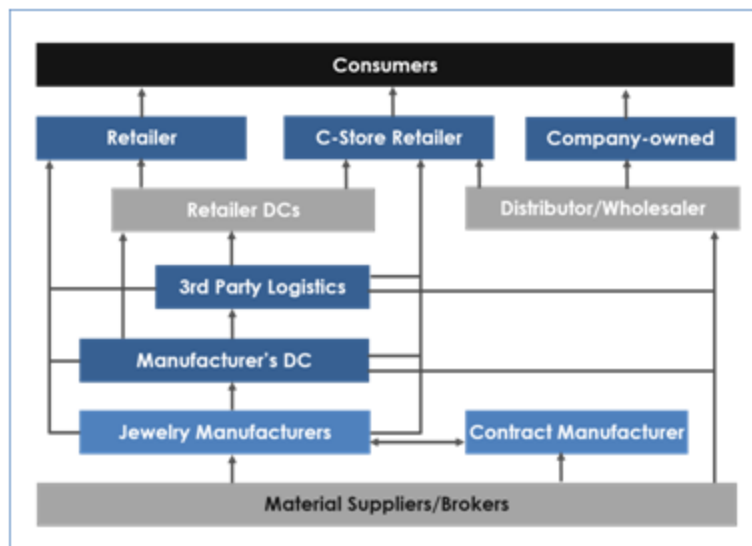 Consumers
Retailer
C-Store Retailer
Company-owned
Retailer DCs
Distributor/Wholesaler
3rd Party Logistics
Manufacturer's DC
Jewelry Manufacturers
Contract Manufacturer
Material Suppliers/Brokers